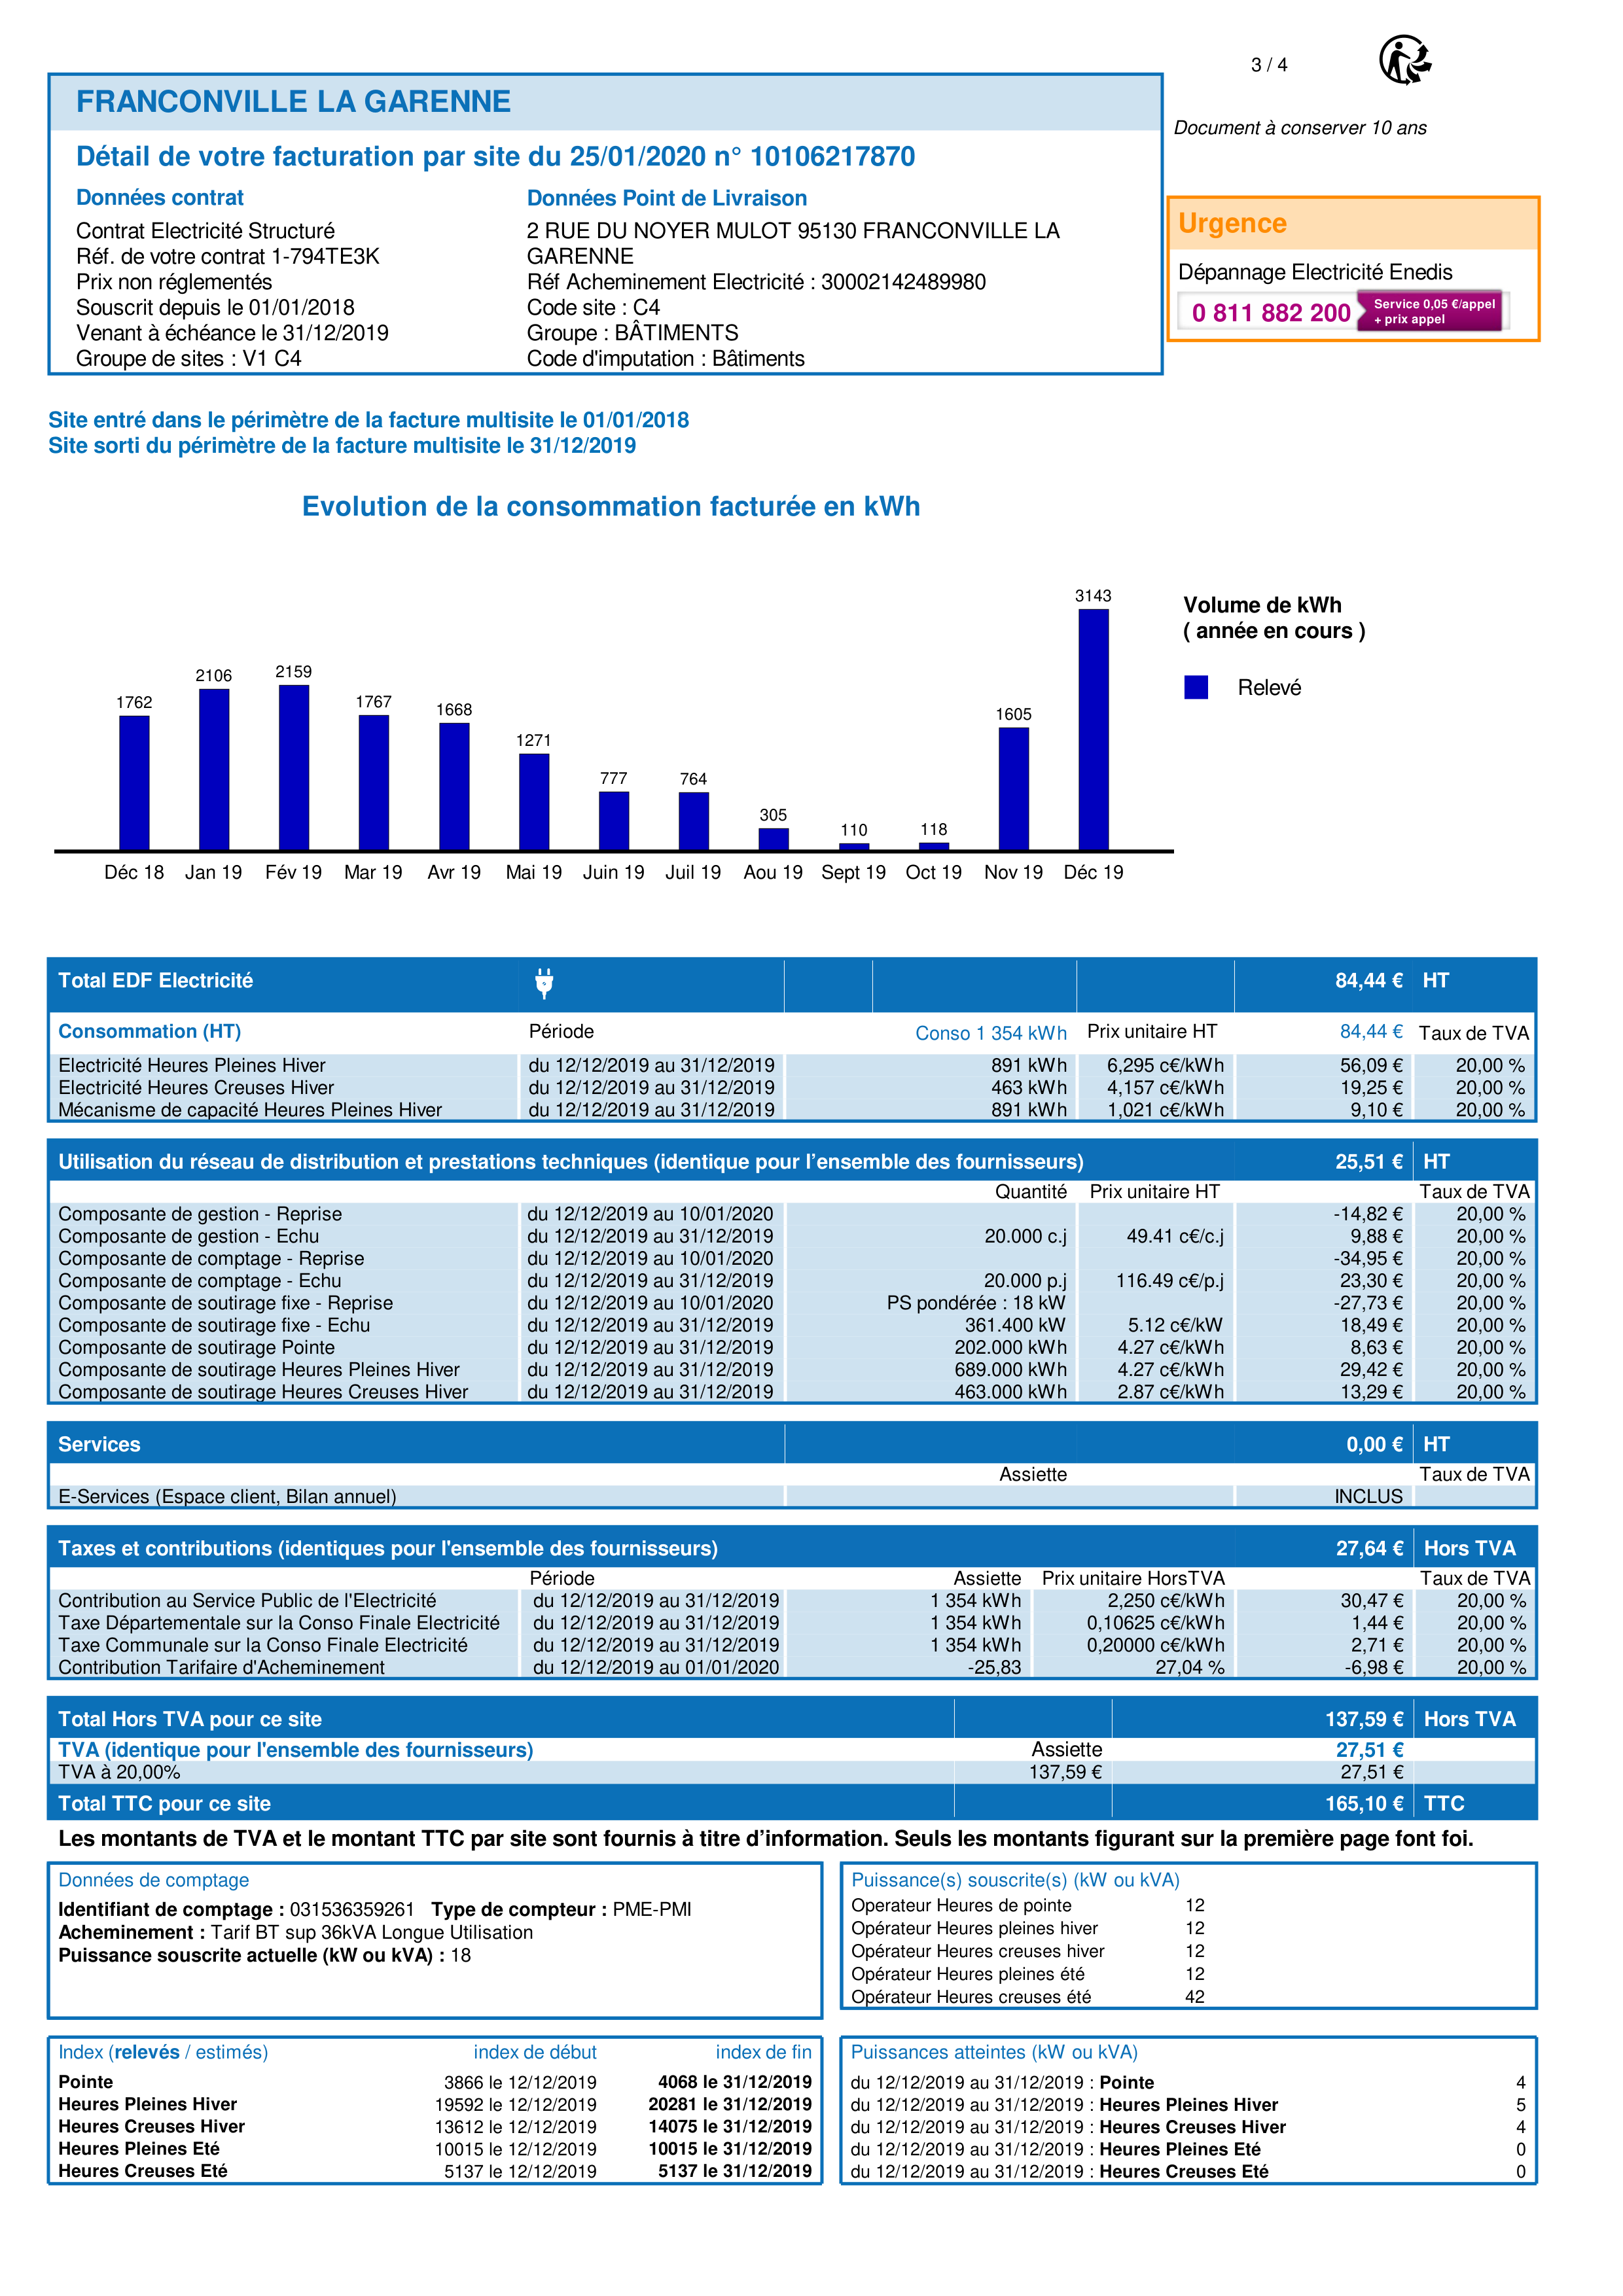 3 / 4
FRANCONVILLE LA GARENNE
Document à conserver 10 ans
Détail de votre facturation par site du 25/01/2020 n° 10106217870
Données contrat
Contrat Electricité Structuré
Réf. de votre contrat 1-794TE3K
Prix non réglementés
Souscrit depuis le 01/01/2018
Venant à échéance le 31/12/2019
Groupe de sites : V1 C4
Données Point de Livraison
2 RUE DU NOYER MULOT 95130 FRANCONVILLE LA
GARENNE
Réf Acheminement Electricité : 30002142489980
Code site : C4
Groupe : BÂTIMENTS
Code d'imputation : Bâtiments
Urgence
Dépannage Electricité Enedis
0 811 882 200
Service 0,05 €/appel
+ prix appel
Site entré dans le périmètre de la facture multisite le 01/01/2018
Site sorti du périmètre de la facture multisite le 31/12/2019
Evolution de la consommation facturée en kWh
1762 2106 2159 1767 1668 1271 777 764 305 110 118 1605 3143
Déc 18 Jan 19 Fév 19 Mar 19 Avr 19 Mai 19 Juin 19 Juil 19 Aou 19 Sept 19 Oct 19 Nov 19 Déc 19
Volume de kWh
( année en cours )
Relevé
Total EDF Electricité 84,44 € HT
Consommation (HT) Période Conso 1 354 kWh Prix unitaire HT 84,44 € Taux de TVA
Electricité Heures Pleines Hiver du 12/12/2019 au 31/12/2019 891 kWh 6,295 c€/kWh 56,09 € 20,00 %
Electricité Heures Creuses Hiver du 12/12/2019 au 31/12/2019 463 kWh 4,157 c€/kWh 19,25 € 20,00 %
Mécanisme de capacité Heures Pleines Hiver du 12/12/2019 au 31/12/2019 891 kWh 1,021 c€/kWh 9,10 € 20,00 %
Utilisation du réseau de distribution et prestations techniques (identique pour l’ensemble des fournisseurs) 25,51 € HT
Quantité Prix unitaire HT Taux de TVA
Composante de gestion - Reprise du 12/12/2019 au 10/01/2020 -14,82 € 20,00 %
Composante de gestion - Echu du 12/12/2019 au 31/12/2019 20.000 c.j 49.41 c€/c.j 9,88 € 20,00 %
Composante de comptage - Reprise du 12/12/2019 au 10/01/2020 -34,95 € 20,00 %
Composante de comptage - Echu du 12/12/2019 au 31/12/2019 20.000 p.j 116.49 c€/p.j 23,30 € 20,00 %
Composante de soutirage fixe - Reprise du 12/12/2019 au 10/01/2020 PS pondérée : 18 kW -27,73 € 20,00 %
Composante de soutirage fixe - Echu du 12/12/2019 au 31/12/2019 361.400 kW 5.12 c€/kW 18,49 € 20,00 %
Composante de soutirage Pointe du 12/12/2019 au 31/12/2019 202.000 kWh 4.27 c€/kWh 8,63 € 20,00 %
Composante de soutirage Heures Pleines Hiver du 12/12/2019 au 31/12/2019 689.000 kWh 4.27 c€/kWh 29,42 € 20,00 %
Composante de soutirage Heures Creuses Hiver du 12/12/2019 au 31/12/2019 463.000 kWh 2.87 c€/kWh 13,29 € 20,00 %
Services 0,00 € HT
Assiette Taux de TVA
E-Services (Espace client, Bilan annuel) INCLUS
Taxes et contributions (identiques pour l'ensemble des fournisseurs) 27,64 € Hors TVA
Période Assiette Prix unitaire HorsTVA Taux de TVA
Contribution au Service Public de l'Electricité du 12/12/2019 au 31/12/2019 1 354 kWh 2,250 c€/kWh 30,47 € 20,00 %
Taxe Départementale sur la Conso Finale Electricité du 12/12/2019 au 31/12/2019 1 354 kWh 0,10625 c€/kWh 1,44 € 20,00 %
Taxe Communale sur la Conso Finale Electricité du 12/12/2019 au 31/12/2019 1 354 kWh 0,20000 c€/kWh 2,71 € 20,00 %
Contribution Tarifaire d'Acheminement du 12/12/2019 au 01/01/2020 -25,83 27,04 % -6,98 € 20,00 %
Total Hors TVA pour ce site 137,59 € Hors TVA
TVA (identique pour l'ensemble des fournisseurs) Assiette 27,51 €
TVA à 20,00% 137,59 € 27,51 €
Total TTC pour ce site 165,10 € TTC
Les montants de TVA et le montant TTC par site sont fournis à titre d’information. Seuls les montants figurant sur la première page font foi.
Données de comptage
Identifiant de comptage : 031536359261 Type de compteur : PME-PMI
Acheminement : Tarif BT sup 36kVA Longue Utilisation
Puissance souscrite actuelle (kW ou kVA) : 18
Puissance(s) souscrite(s) (kW ou kVA)
Operateur Heures de pointe 12
Opérateur Heures pleines hiver 12
Opérateur Heures creuses hiver 12
Opérateur Heures pleines été 12
Opérateur Heures creuses été 42
Index (relevés / estimés) index de début index de fin
Pointe 3866 le 12/12/2019 4068 le 31/12/2019
Heures Pleines Hiver 19592 le 12/12/2019 20281 le 31/12/2019
Heures Creuses Hiver 13612 le 12/12/2019 14075 le 31/12/2019
Heures Pleines Eté 10015 le 12/12/2019 10015 le 31/12/2019
Heures Creuses Eté 5137 le 12/12/2019 5137 le 31/12/2019
Puissances atteintes (kW ou kVA)
du 12/12/2019 au 31/12/2019 : Pointe 4
du 12/12/2019 au 31/12/2019 : Heures Pleines Hiver 5
du 12/12/2019 au 31/12/2019 : Heures Creuses Hiver 4
du 12/12/2019 au 31/12/2019 : Heures Pleines Eté 0
du 12/12/2019 au 31/12/2019 : Heures Creuses Eté 0